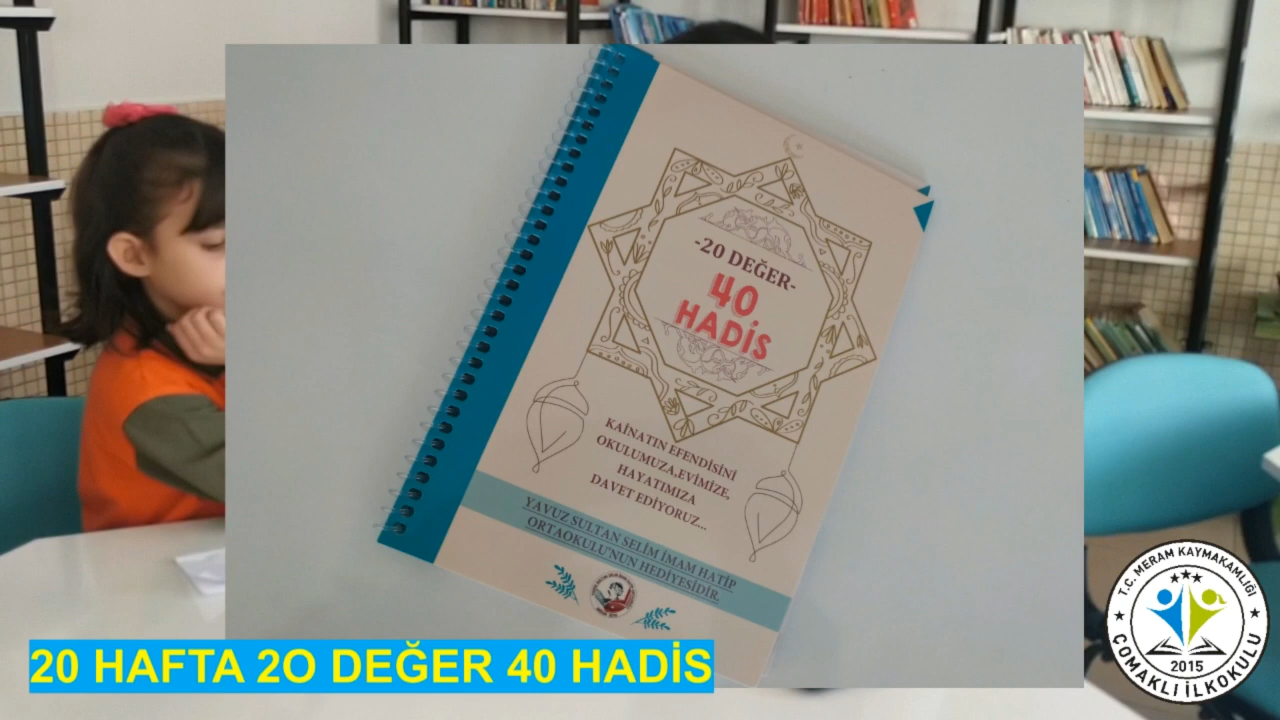 -20 DEĞER-
40
HADİS
KAİNATIN EFENDİSİNİ
OKULUMUZA,EVİMİZE,
HAYATIMIZA
DAVET EDİYORUZ...
YAVUZ SULTAN SELİM İMAM HATİP
ORTAOKULU'NUN HEDİYESİDİR.
20 HAFTA 2O DEĞER 40 HADİS
T.C. MERAM KAYMAKAMLIĞI
2015
ÇOMAKLI İLKOKULU